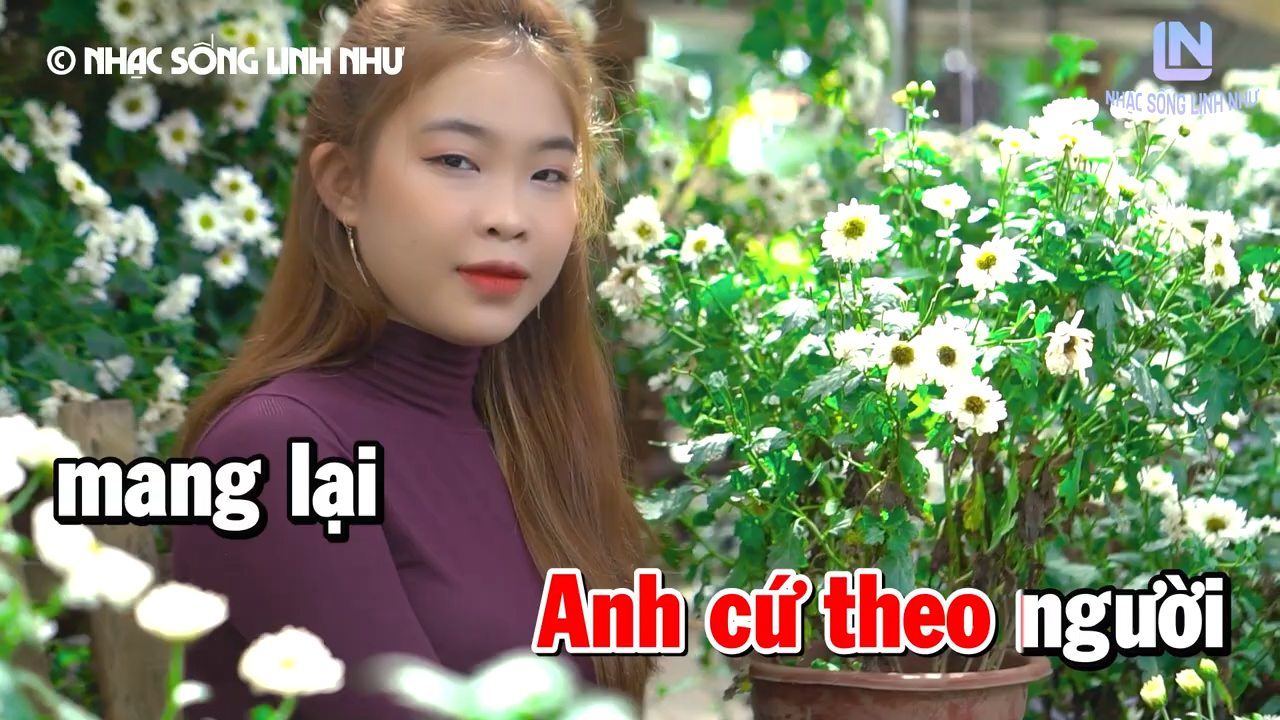 © NHẠC SỐNG LINH NHƯ
LN
NHẠC SỐNG LINH NHƯ
mang lại
Anh cứ theo người